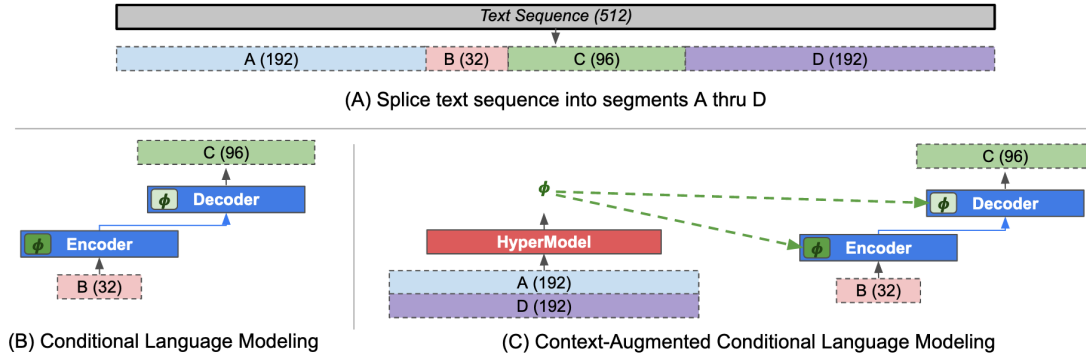 Text Sequence (512)
A (192) B (32) C (96) D (192)
(A) Splice text sequence into segments A thru D
C (96)
ϕ Decoder
ϕ Encoder
B (32)
(B) Conditional Language Modeling
ϕ
HyperModel
A (192)
D (192)
C (96)
ϕ Decoder
ϕ Encoder
B (32)
(C) Context-Augmented Conditional Language Modeling